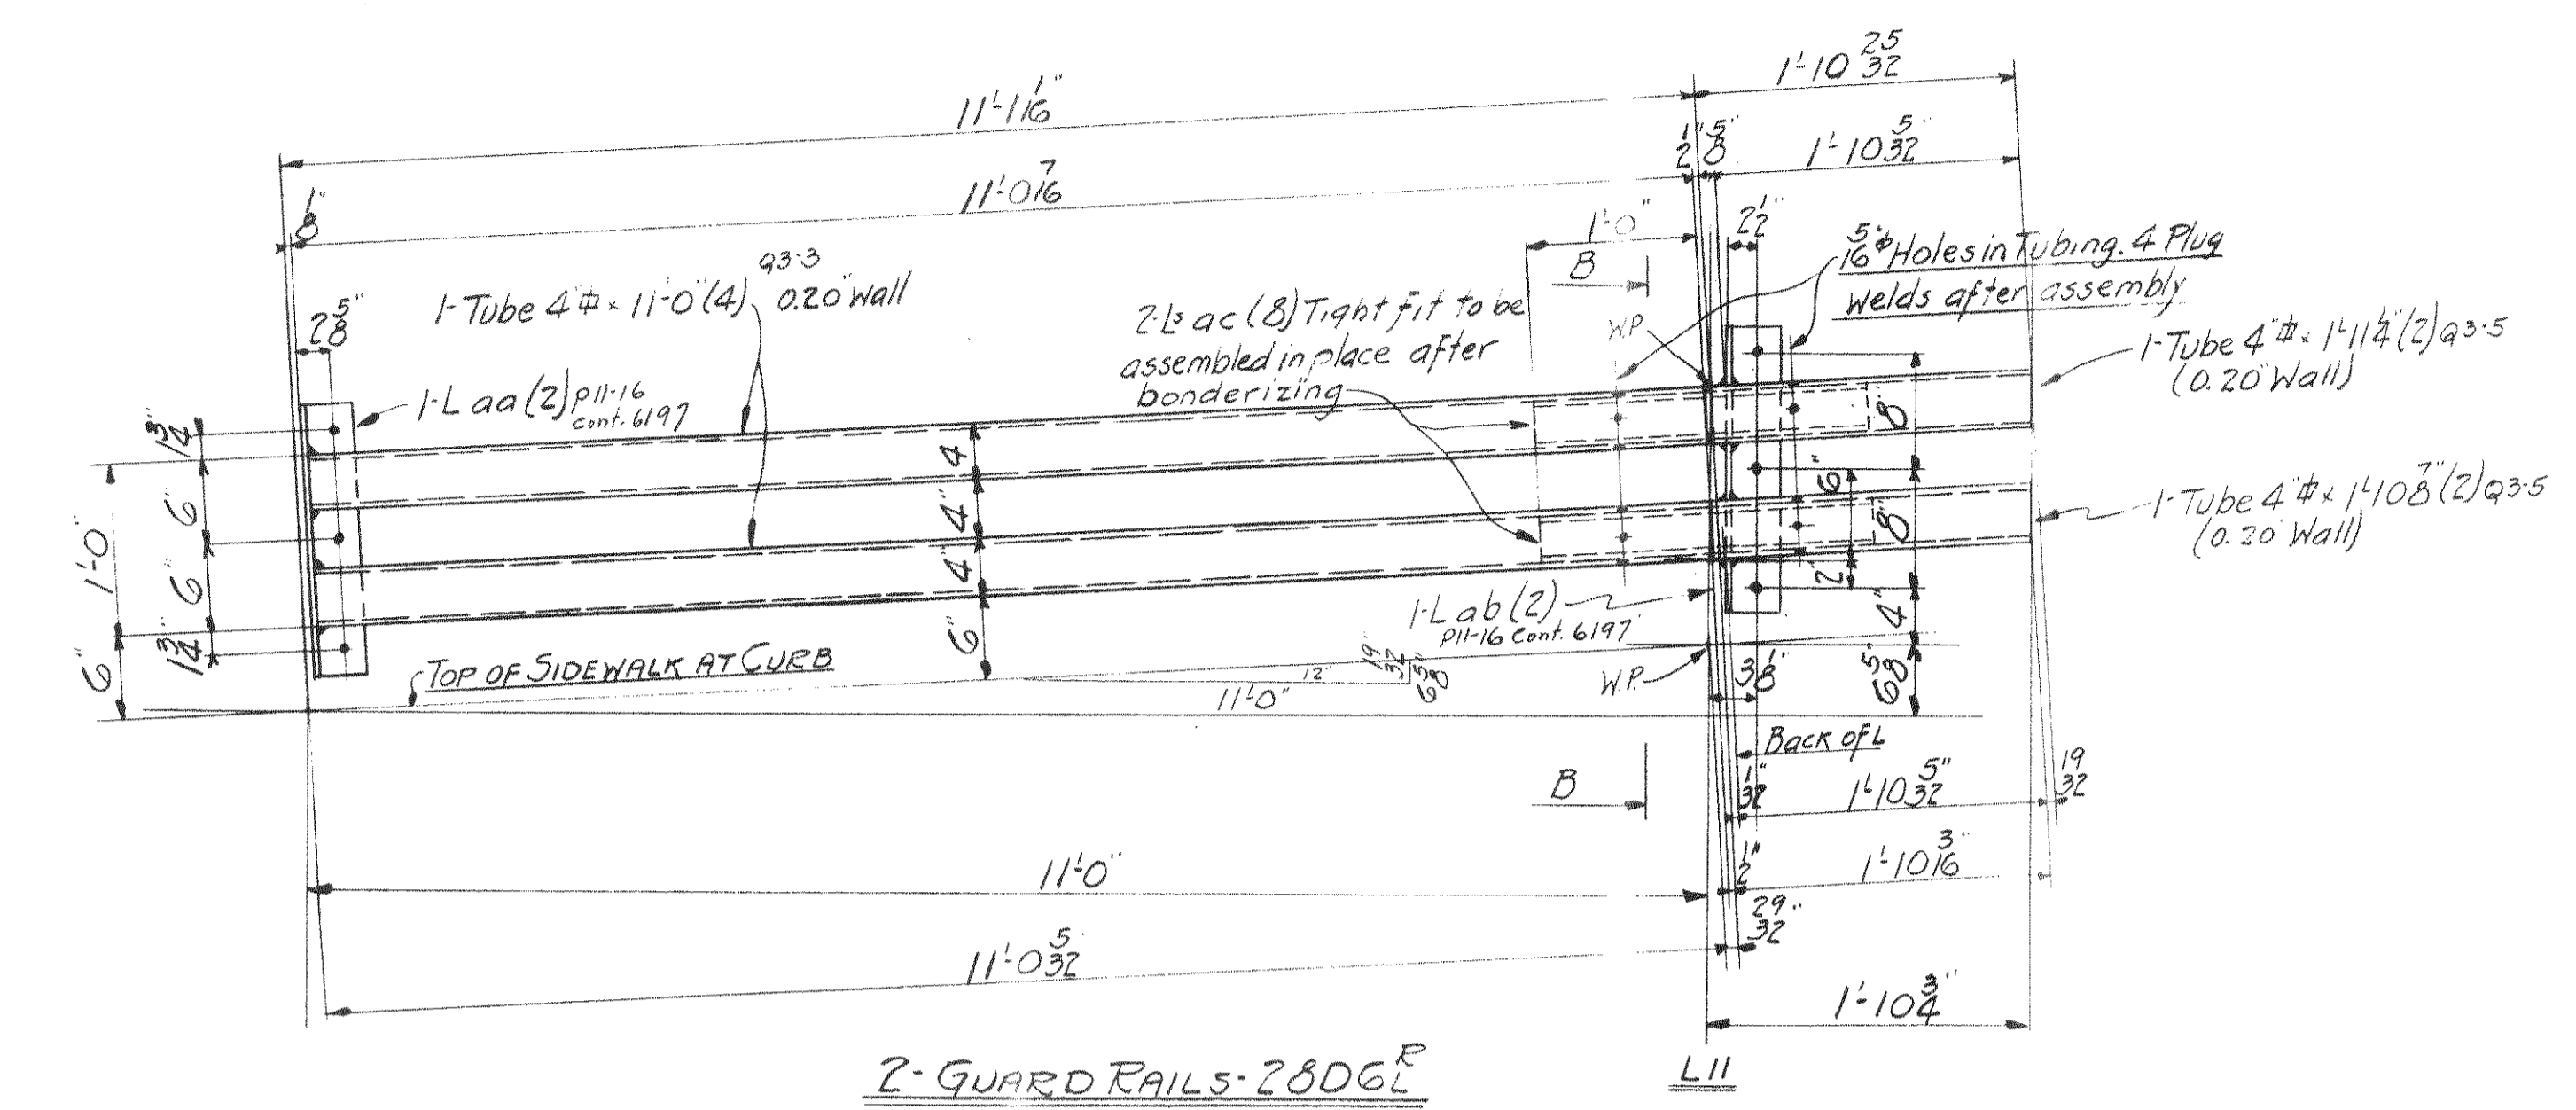 1'-10 25/32
11'-1 1/16"
1/2" 5/8"
1'-10 5/32"
11'-0 7/16
1/8"
1'-0"
2 1/2"
B
5/16"φ Holes in Tubing. 4 Plug
Welds after assembly
Q3-3
1-Tube 4"⌽ x 11'-0" (4) 0.20" Wall
2-Ls ac (8) Tight fit to be
assembled in place after
bonderizing
W.P.
2 5/8"
1-Tube 4"⌽ x 1'-11 1/4" (2) Q3-5
(0.20" Wall)
1-L aa (2) P11-16
Cont. 6197
1 3/4"
8"
4"
6"
1'-0"
6"
4"
8"
1-Tube 4"⌽ x 1'-10 7/8" (2) Q3-5
(0.20" Wall)
6"
4"
2"
1-L ab (2)
P11-16 Cont. 6197
4"
1 3/4"
6"
6"
TOP OF SIDEWALK AT CURB
12"
19/32
11'-0"
6 5/8"
W.P.
3 1/8"
6 5/8"
Back of L
B
1/32"
1'-10 5/32"
19/32
11'-0"
1/2"
1'-10 3/16"
29/32"
11'-0 5/32
1'-10 3/4"
2-GUARD RAILS-28D6 R/L
L11